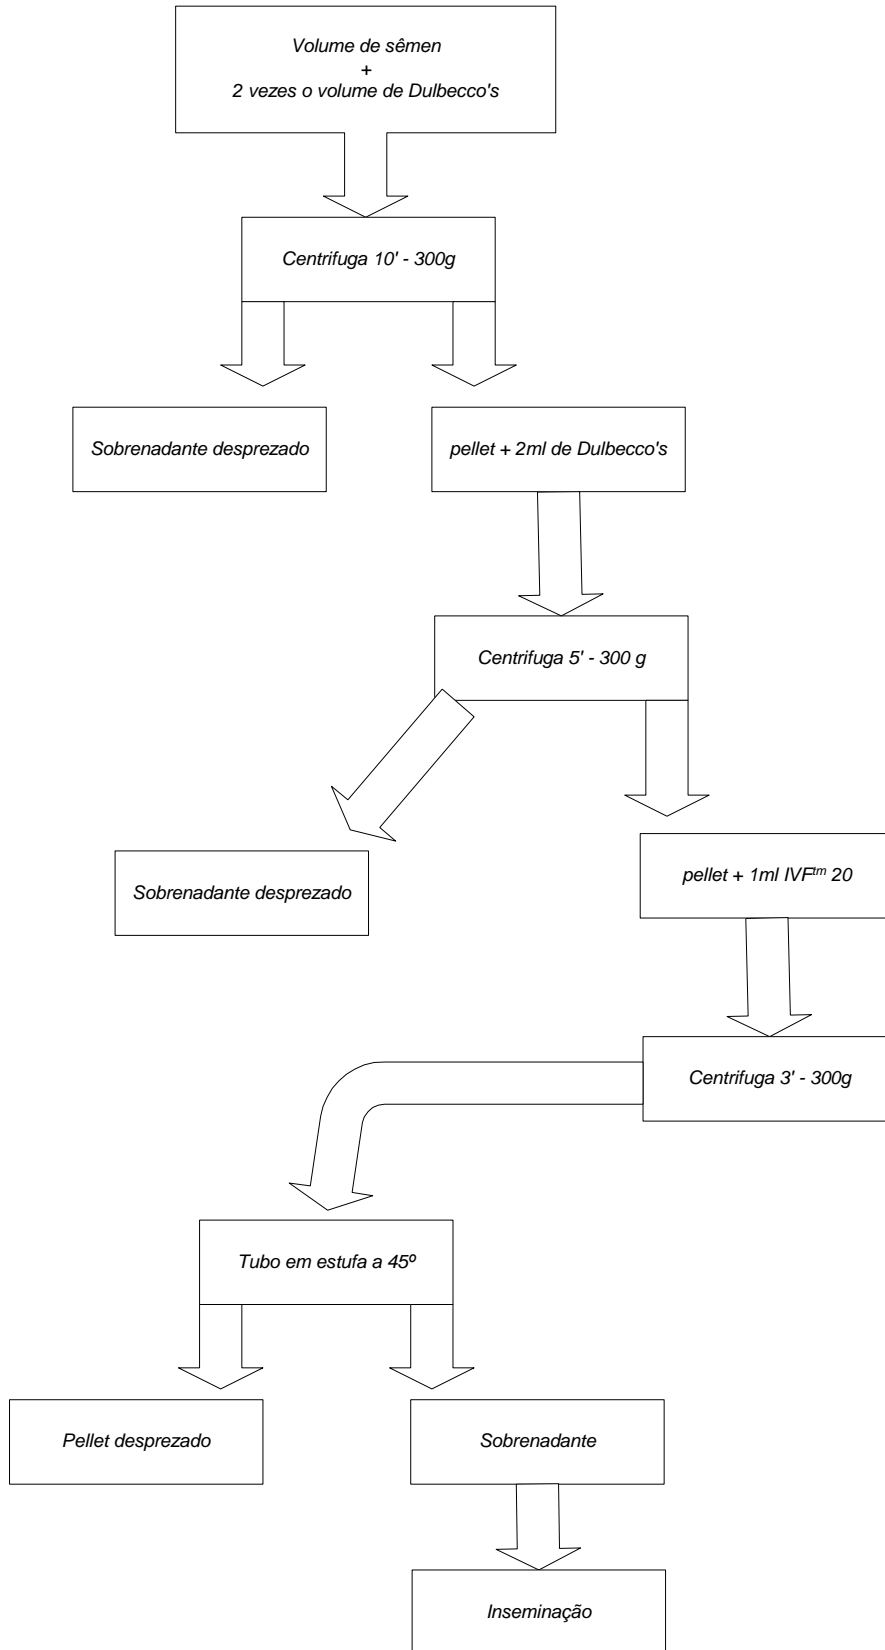 Volume de sêmen
+
2 vezes o volume de Dulbecco's
Centrifuga 10' - 300g
Sobrenadante desprezado
pellet + 2ml de Dulbecco's
Centrifuga 5' - 300 g
Sobrenadante desprezado
pellet + 1ml IVFᵗᵐ 20
Centrifuga 3' - 300g
Tubo em estufa a 45º
Pellet desprezado
Sobrenadante
Inseminação